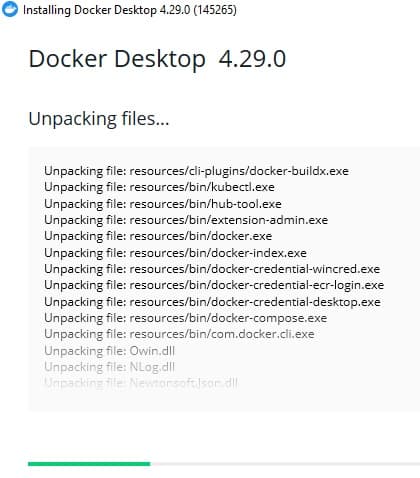 Installing Docker Desktop 4.29.0 (145265)
Docker Desktop 4.29.0
Unpacking files...
Unpacking file: resources/cli-plugins/docker-buildx.exe
Unpacking file: resources/bin/kubectl.exe
Unpacking file: resources/bin/hub-tool.exe
Unpacking file: resources/bin/extension-admin.exe
Unpacking file: resources/bin/docker.exe
Unpacking file: resources/bin/docker-index.exe
Unpacking file: resources/bin/docker-credential-wincred.exe
Unpacking file: resources/bin/docker-credential-ecr-login.exe
Unpacking file: resources/bin/docker-credential-desktop.exe
Unpacking file: resources/bin/docker-compose.exe
Unpacking file: resources/bin/com.docker.cli.exe
Unpacking file: Owin.dll
Unpacking file: NLog.dll
Unpacking file: Newtonsoft.Json.dll